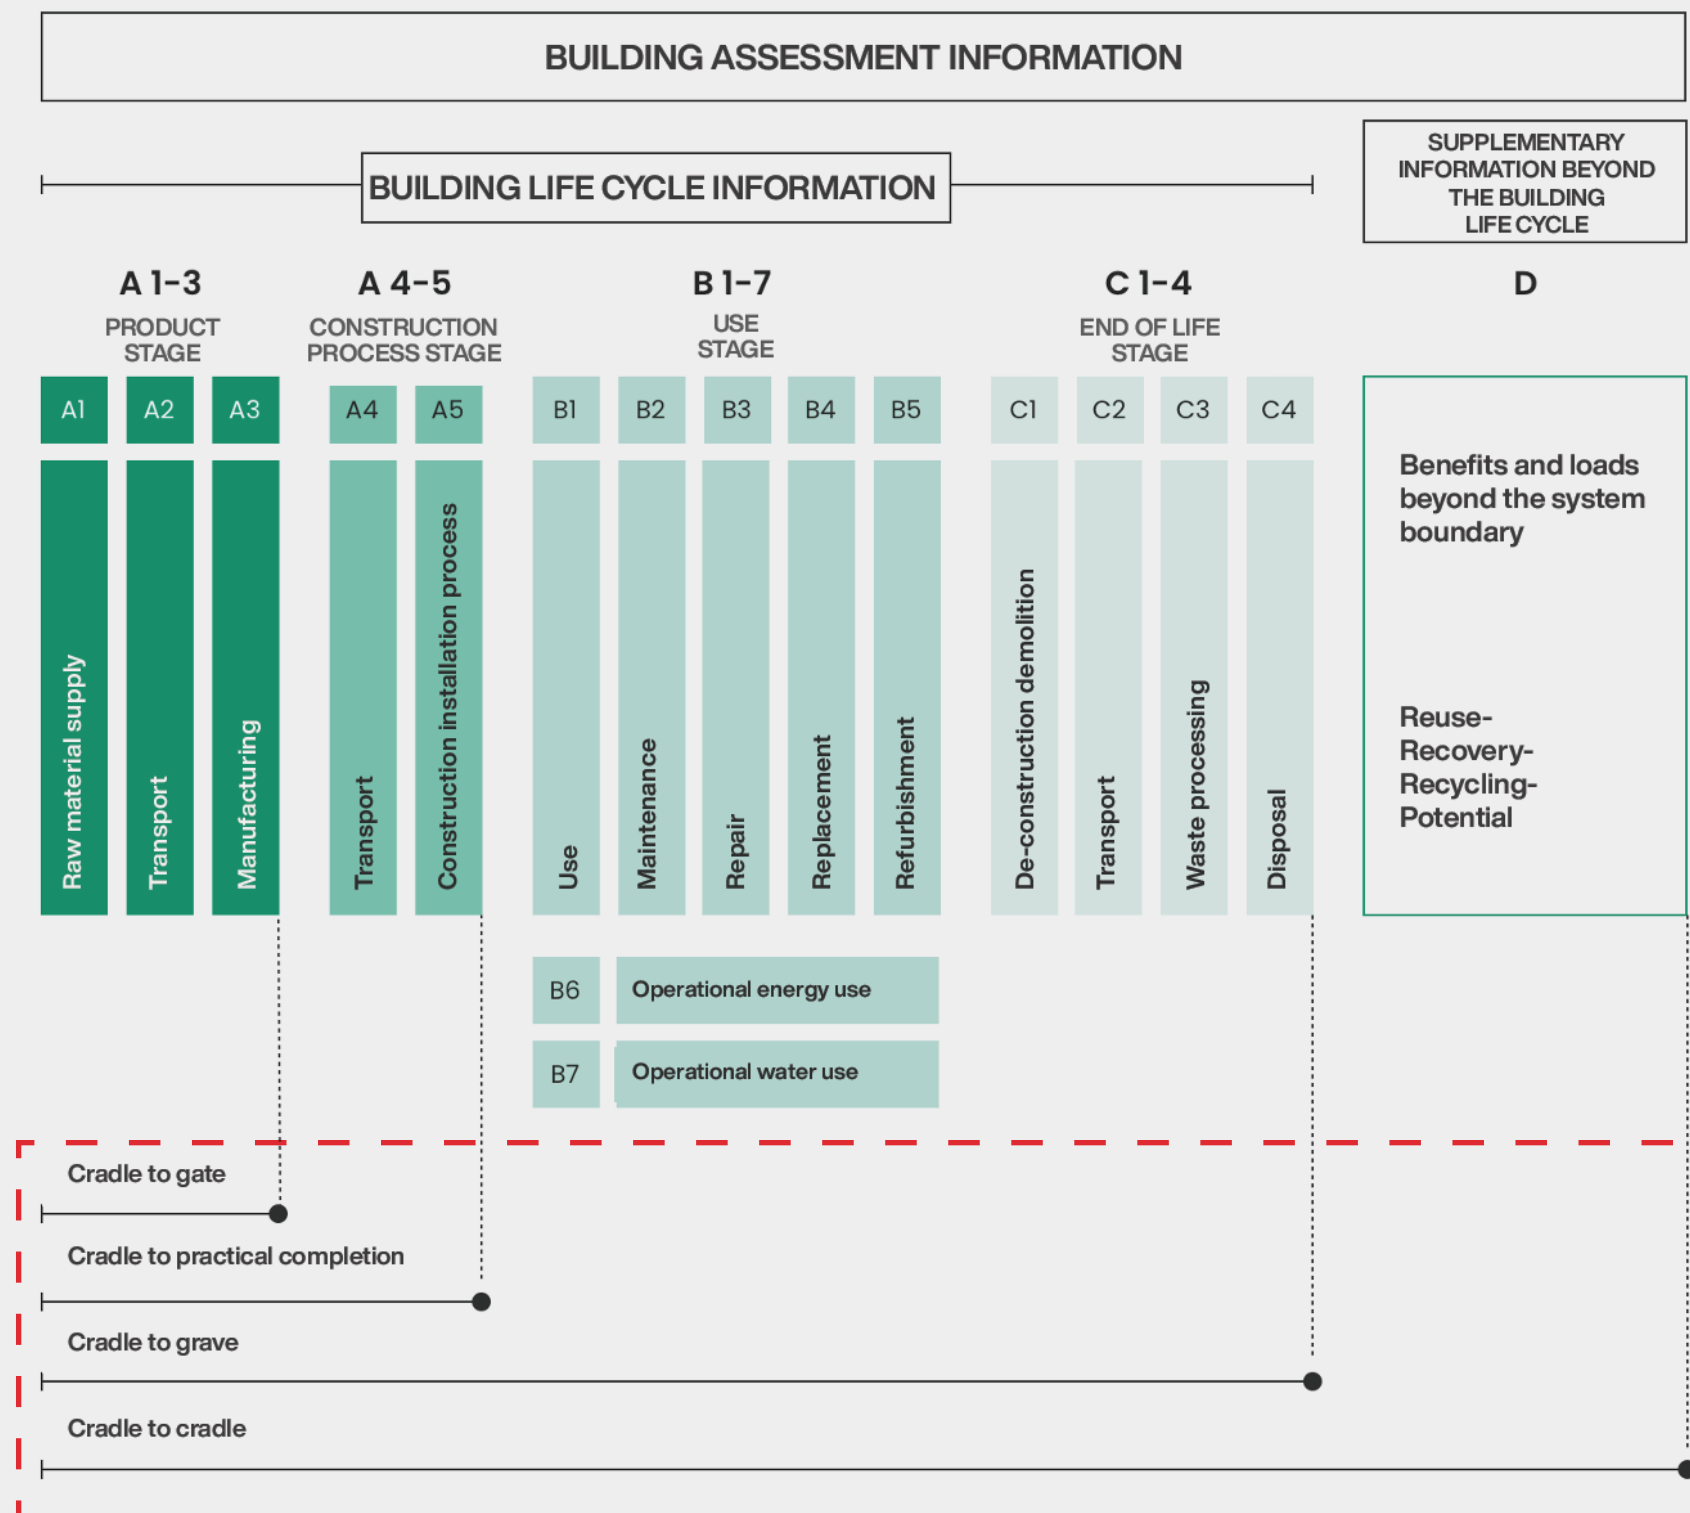 BUILDING ASSESSMENT INFORMATION
BUILDING LIFE CYCLE INFORMATION
SUPPLEMENTARY
INFORMATION BEYOND
THE BUILDING
LIFE CYCLE
A 1-3
PRODUCT
STAGE
A 4-5
CONSTRUCTION
PROCESS STAGE
B 1-7
USE
STAGE
C 1-4
END OF LIFE
STAGE
D
A1
A2
A3
A4
A5
B1
B2
B3
B4
B5
C1
C2
C3
C4
Raw material supply
Transport
Manufacturing
Transport
Construction installation process
Use
Maintenance
Repair
Replacement
Refurbishment
De-construction demolition
Transport
Waste processing
Disposal
Benefits and loads
beyond the system
boundary
Reuse-
Recovery-
Recycling-
Potential
B6
Operational energy use
B7
Operational water use
Cradle to gate
Cradle to practical completion
Cradle to grave
Cradle to cradle